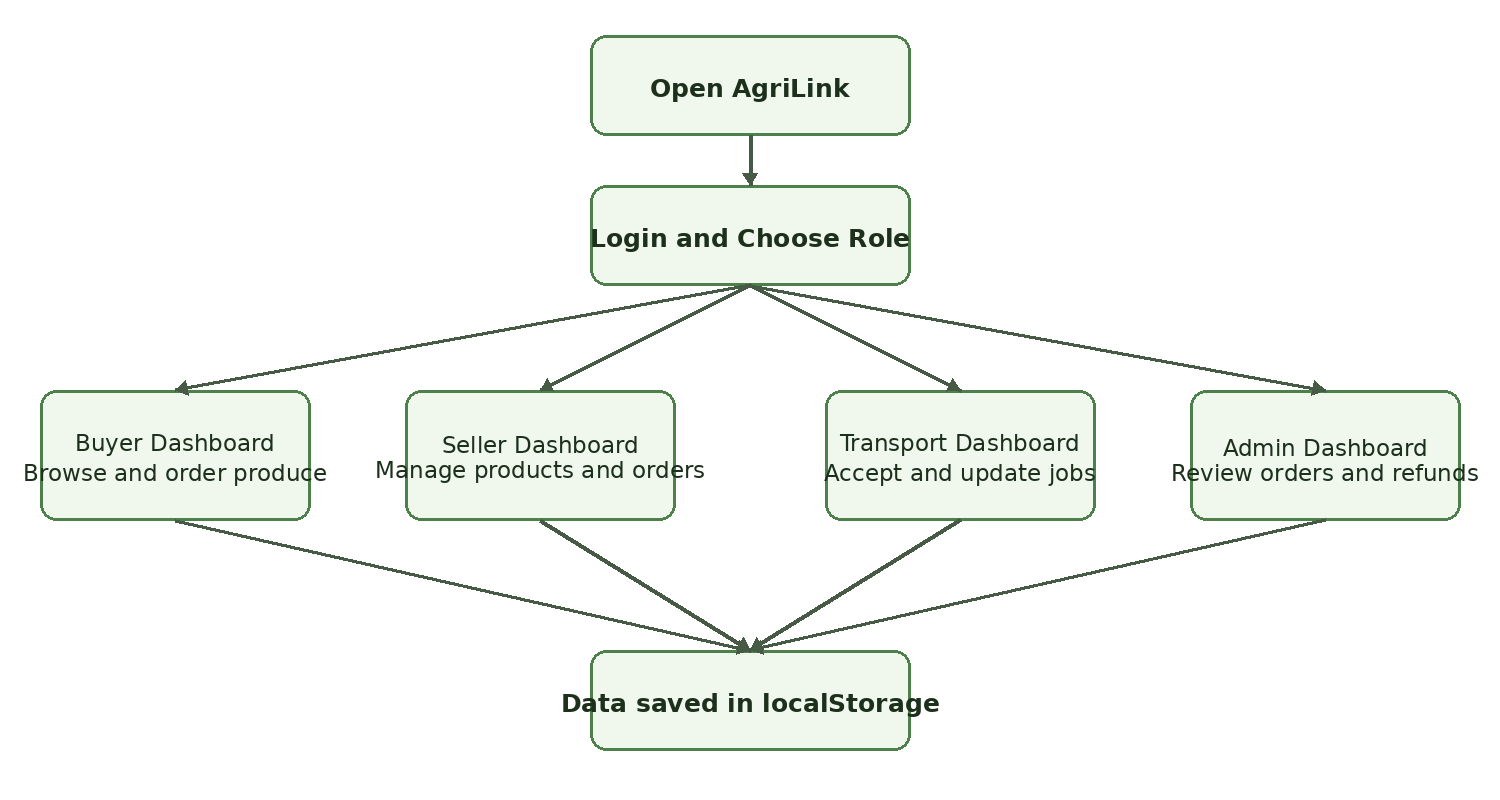 Open AgriLink
Login and Choose Role
Buyer Dashboard
Browse and order produce
Seller Dashboard
Manage products and orders
Transport Dashboard
Accept and update jobs
Admin Dashboard
Review orders and refunds
Data saved in localStorage